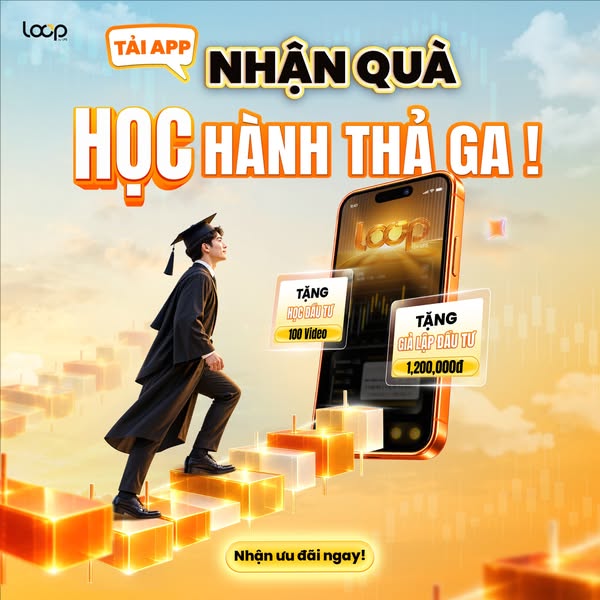 Loop
TẢI APP
NHẬN QUÀ
HỌC HÀNH THẢ GA !
Loop
TẶNG
HỌC ĐẦU TƯ
100 Video
TẶNG
GIẢ LẬP ĐẦU TƯ
1,200,000đ
Nhận ưu đãi ngay!